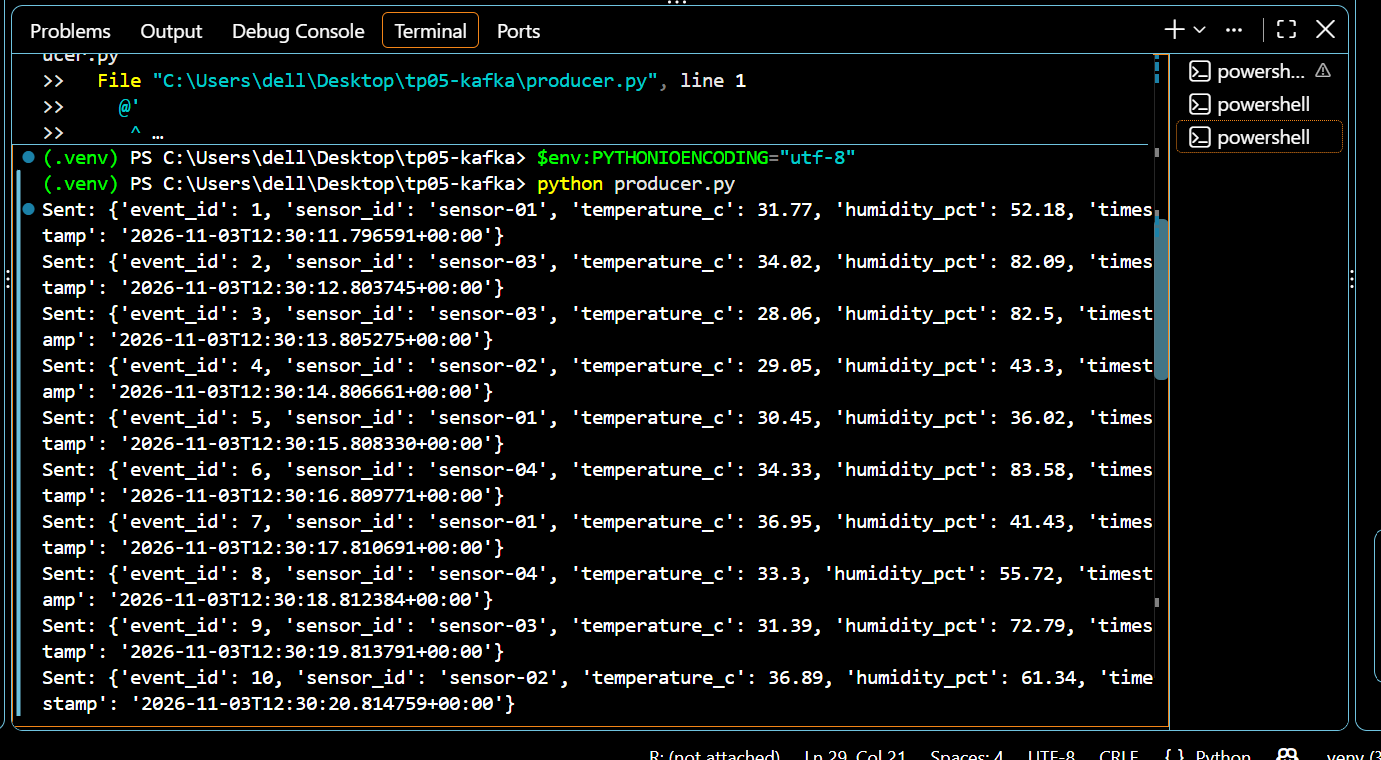 Problems Output Debug Console Terminal Ports
ucer.py
>> File "C:\Users\dell\Desktop\tp05-kafka\producer.py", line 1
>> @'
>> ^ …
(.venv) PS C:\Users\dell\Desktop\tp05-kafka> $env:PYTHONIOENCODING="utf-8"
(.venv) PS C:\Users\dell\Desktop\tp05-kafka> python producer.py
Sent: {'event_id': 1, 'sensor_id': 'sensor-01', 'temperature_c': 31.77, 'humidity_pct': 52.18, 'times
tamp': '2026-11-03T12:30:11.796591+00:00'}
Sent: {'event_id': 2, 'sensor_id': 'sensor-03', 'temperature_c': 34.02, 'humidity_pct': 82.09, 'times
tamp': '2026-11-03T12:30:12.803745+00:00'}
Sent: {'event_id': 3, 'sensor_id': 'sensor-03', 'temperature_c': 28.06, 'humidity_pct': 82.5, 'timest
amp': '2026-11-03T12:30:13.805275+00:00'}
Sent: {'event_id': 4, 'sensor_id': 'sensor-02', 'temperature_c': 29.05, 'humidity_pct': 43.3, 'timest
amp': '2026-11-03T12:30:14.806661+00:00'}
Sent: {'event_id': 5, 'sensor_id': 'sensor-01', 'temperature_c': 30.45, 'humidity_pct': 36.02, 'times
tamp': '2026-11-03T12:30:15.808330+00:00'}
Sent: {'event_id': 6, 'sensor_id': 'sensor-04', 'temperature_c': 34.33, 'humidity_pct': 83.58, 'times
tamp': '2026-11-03T12:30:16.809771+00:00'}
Sent: {'event_id': 7, 'sensor_id': 'sensor-01', 'temperature_c': 36.95, 'humidity_pct': 41.43, 'times
tamp': '2026-11-03T12:30:17.810691+00:00'}
Sent: {'event_id': 8, 'sensor_id': 'sensor-04', 'temperature_c': 33.3, 'humidity_pct': 55.72, 'timest
amp': '2026-11-03T12:30:18.812384+00:00'}
Sent: {'event_id': 9, 'sensor_id': 'sensor-03', 'temperature_c': 31.39, 'humidity_pct': 72.79, 'times
tamp': '2026-11-03T12:30:19.813791+00:00'}
Sent: {'event_id': 10, 'sensor_id': 'sensor-02', 'temperature_c': 36.89, 'humidity_pct': 61.34, 'time
stamp': '2026-11-03T12:30:20.814759+00:00'}
powersh...
powershell
powershell
R: (not attached) Ln 29, Col 21 Spaces: 4 UTF-8 CRLF { } Python .venv (3